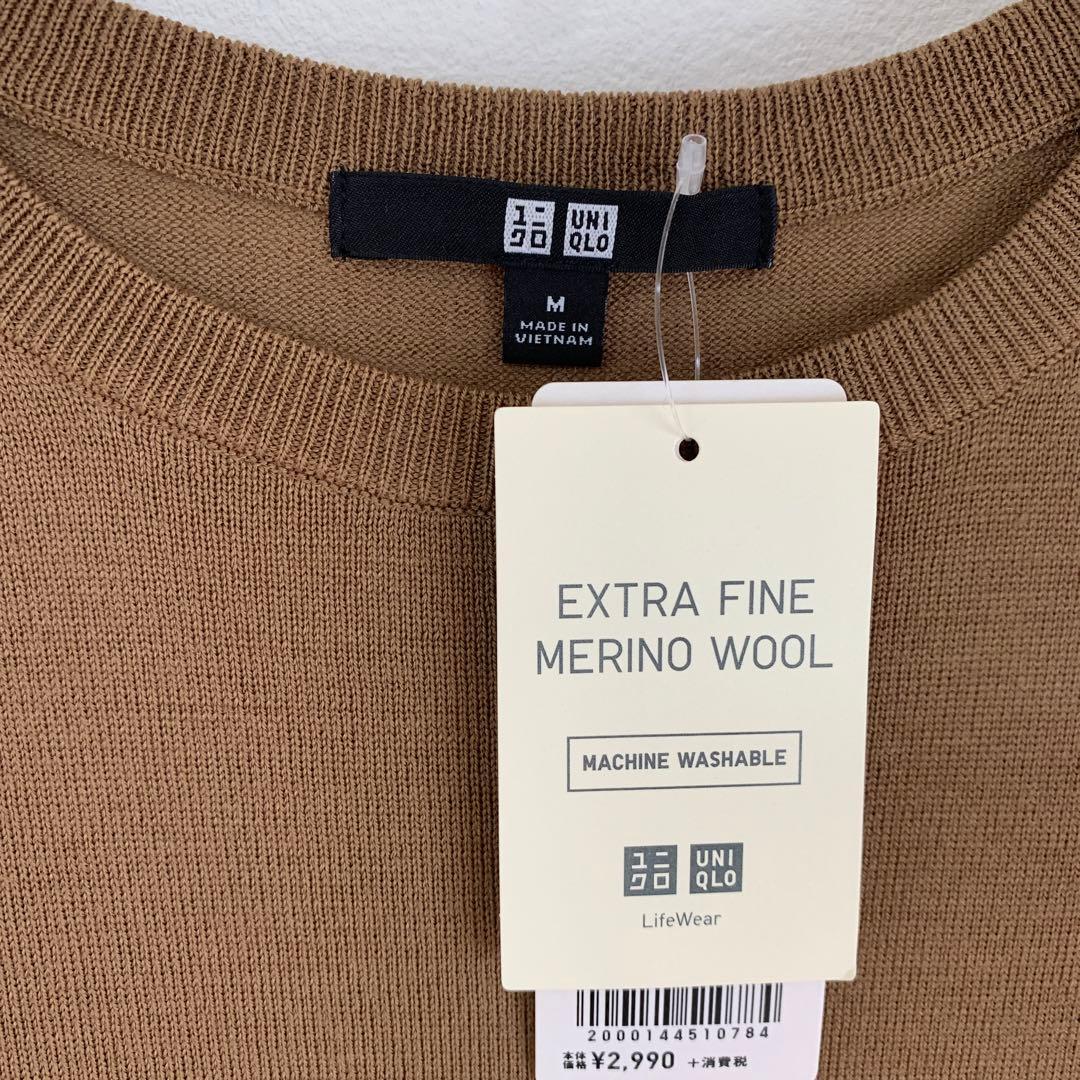 ユニ UNI
クロ QLO
M
MADE IN
VIETNAM
EXTRA FINE
MERINO WOOL
MACHINE WASHABLE
ユニ UNI
クロ QLO
LifeWear
2000144510784
本体価格 ¥2,990 +消費税